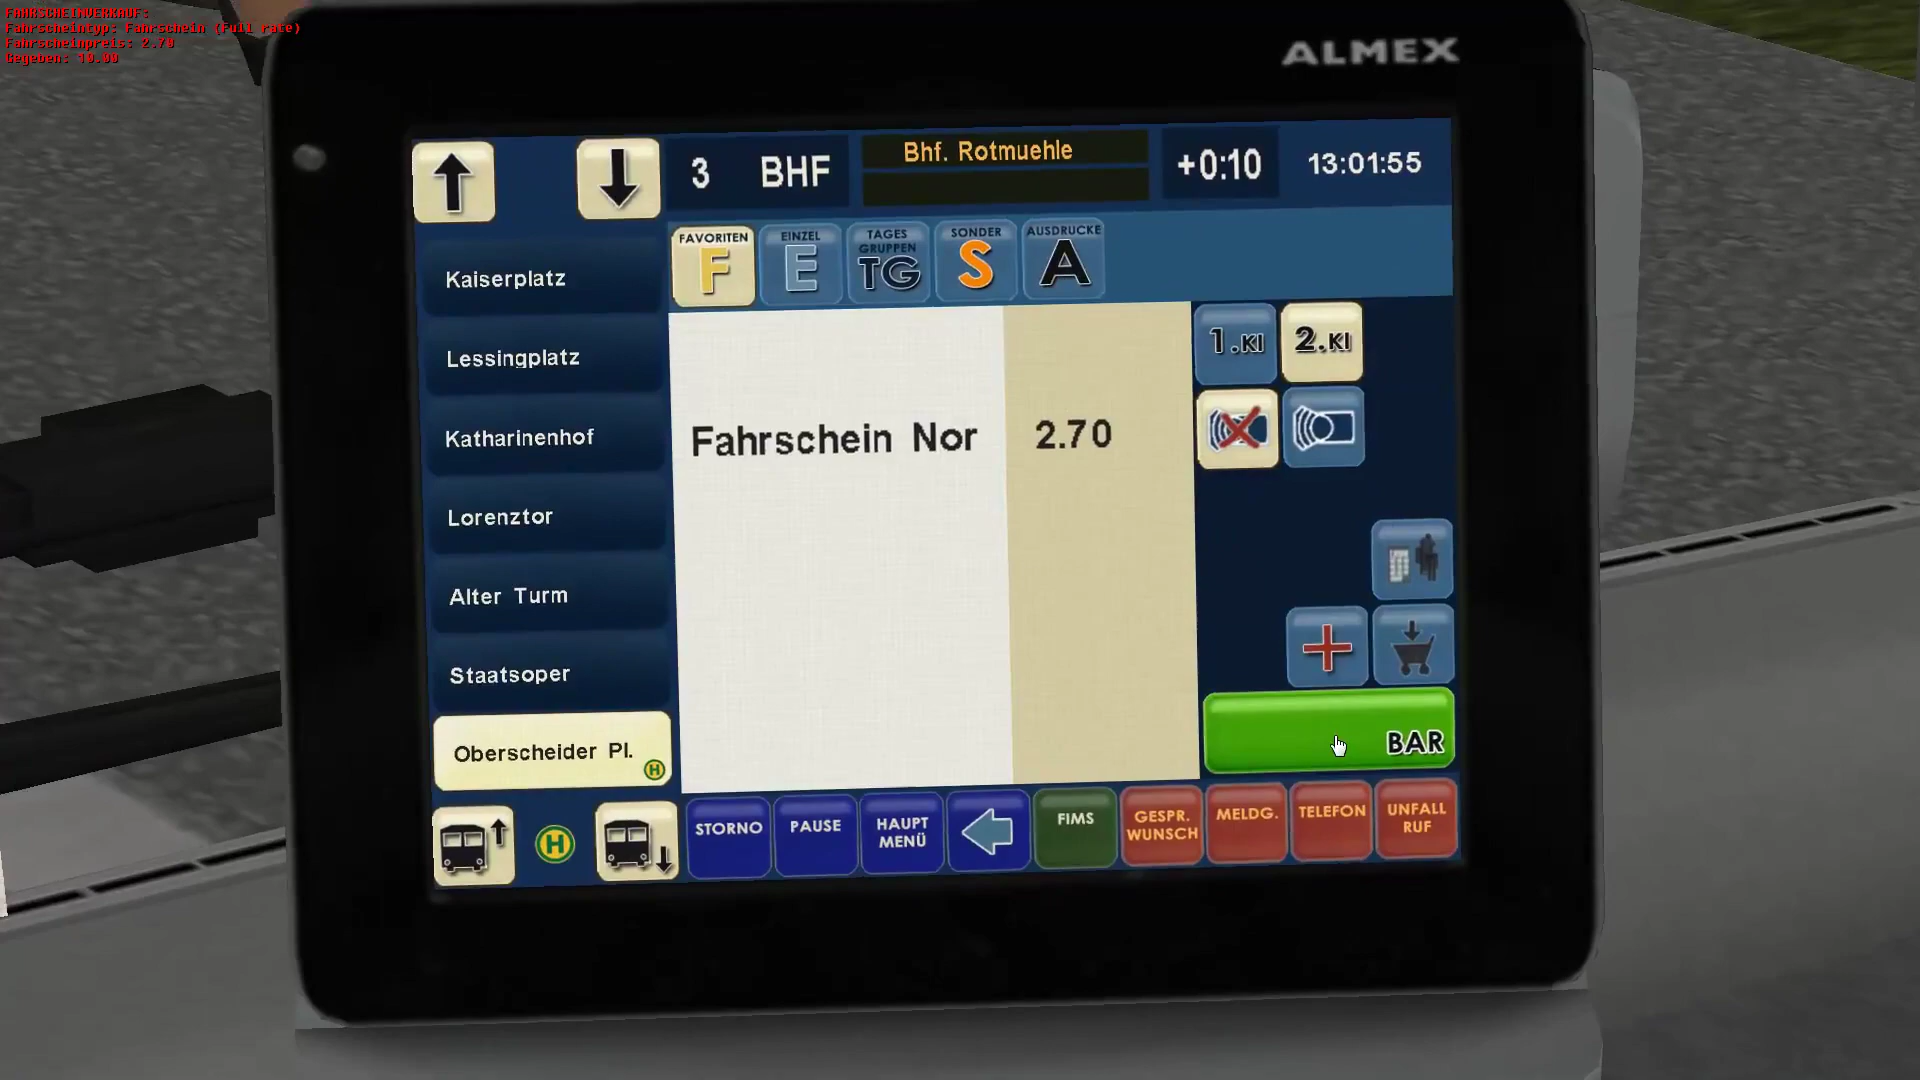 FAHRSCHEINVERKAUF:
Fahrscheintyp: Fahrschein (Full rate)
Fahrscheinpreis: 2.70
Gegeben: 10.00
ALMEX
3 BHF
Bhf. Rotmuehle
+0:10
13:01:55
FAVORITEN
F
EINZEL
E
TAGES
GRUPPEN
TG
SONDER
S
AUSDRUCKE
A
Kaiserplatz
Lessingplatz
Katharinenhof
Lorenztor
Alter Turm
Staatsoper
Oberscheider Pl.
H
Fahrschein Nor 2.70
1.Kl
2.Kl
BAR
H
STORNO
PAUSE
HAUPT
MENÜ
FIMS
GESPR.
WUNSCH
MELDG.
TELEFON
UNFALL
RUF